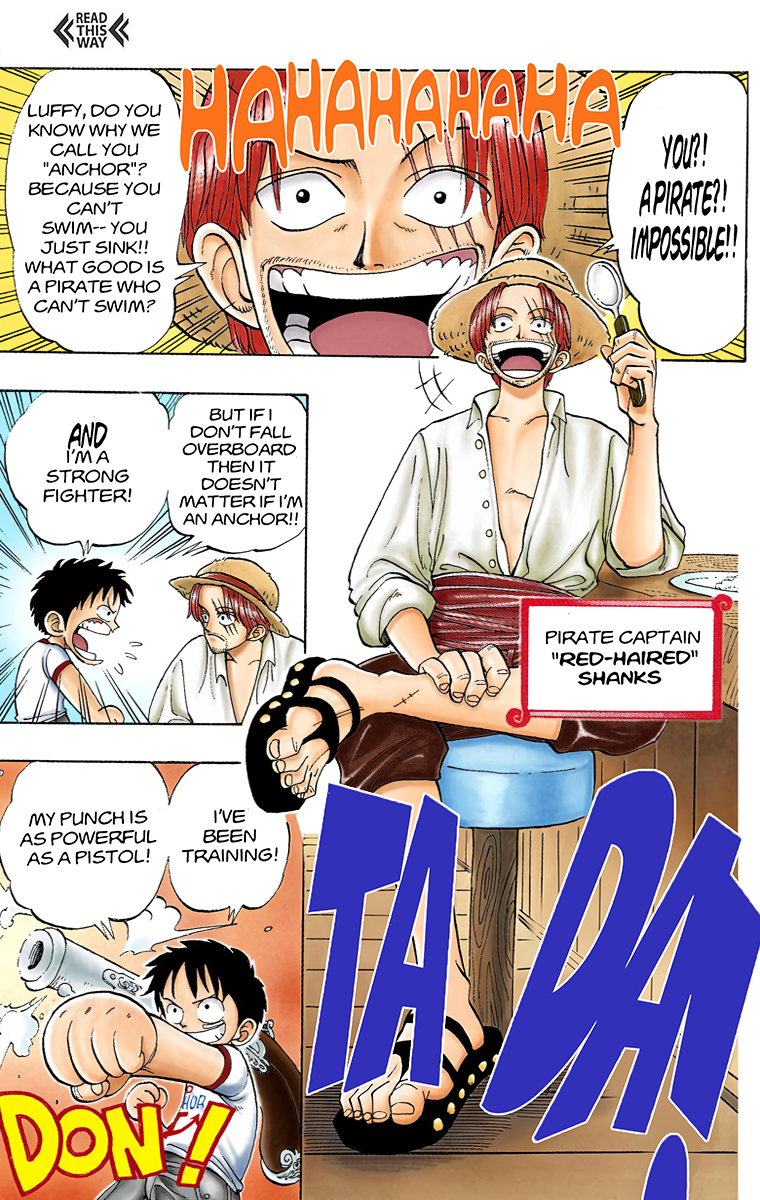 READ
THIS
WAY
HAHAHAHAHAHA
YOU?!
A PIRATE?!
IMPOSSIBLE!!
LUFFY, DO YOU
KNOW WHY WE
CALL YOU
"ANCHOR"?
BECAUSE YOU
CAN'T
SWIM-- YOU
JUST SINK!!
WHAT GOOD IS
A PIRATE WHO
CAN'T SWIM?
PIRATE CAPTAIN
"RED-HAIRED"
SHANKS
TA DA!
BUT IF I
DON'T FALL
OVERBOARD
THEN IT
DOESN'T
MATTER IF I'M
AN ANCHOR!!
AND
I'M A
STRONG
FIGHTER!
I'VE
BEEN
TRAINING!
MY PUNCH IS
AS POWERFUL
AS A PISTOL!
HOR
DON!